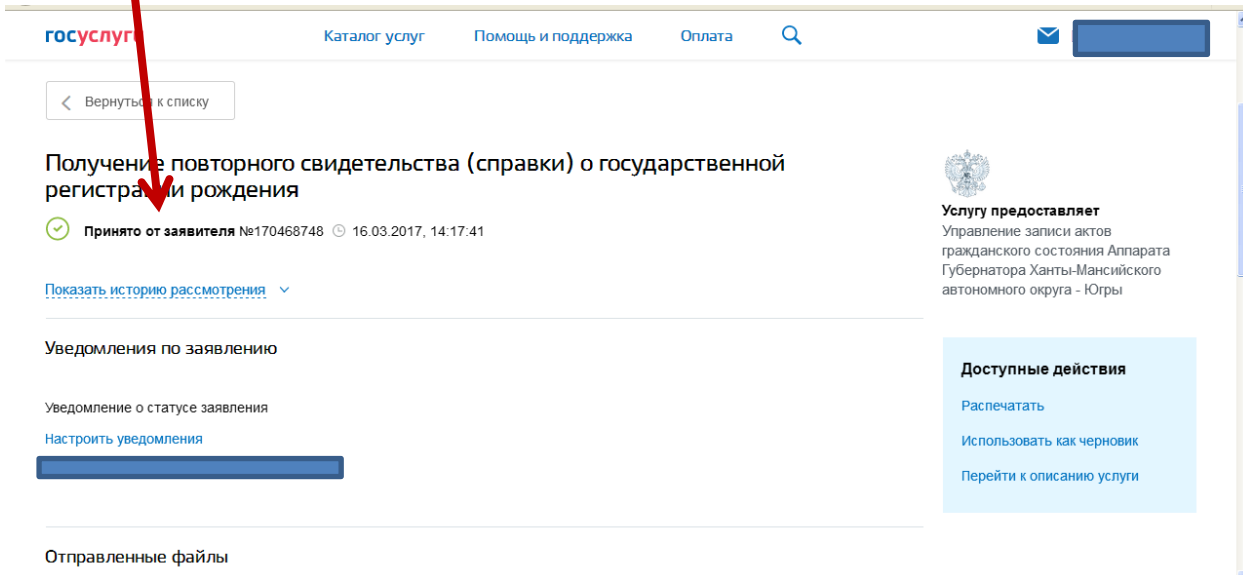 госуслуги
Каталог услуг
Помощь и поддержка
Оплата
Вернуться к списку
Получение повторного свидетельства (справки) о государственной
регистрации рождения
Принято от заявителя №170468748 16.03.2017, 14:17:41
Показать историю рассмотрения
Уведомления по заявлению
Уведомление о статусе заявления
Настроить уведомления
Отправленные файлы
Услугу предоставляет
Управление записи актов
гражданского состояния Аппарата
Губернатора Ханты-Мансийского
автономного округа - Югры
Доступные действия
Распечатать
Использовать как черновик
Перейти к описанию услуги